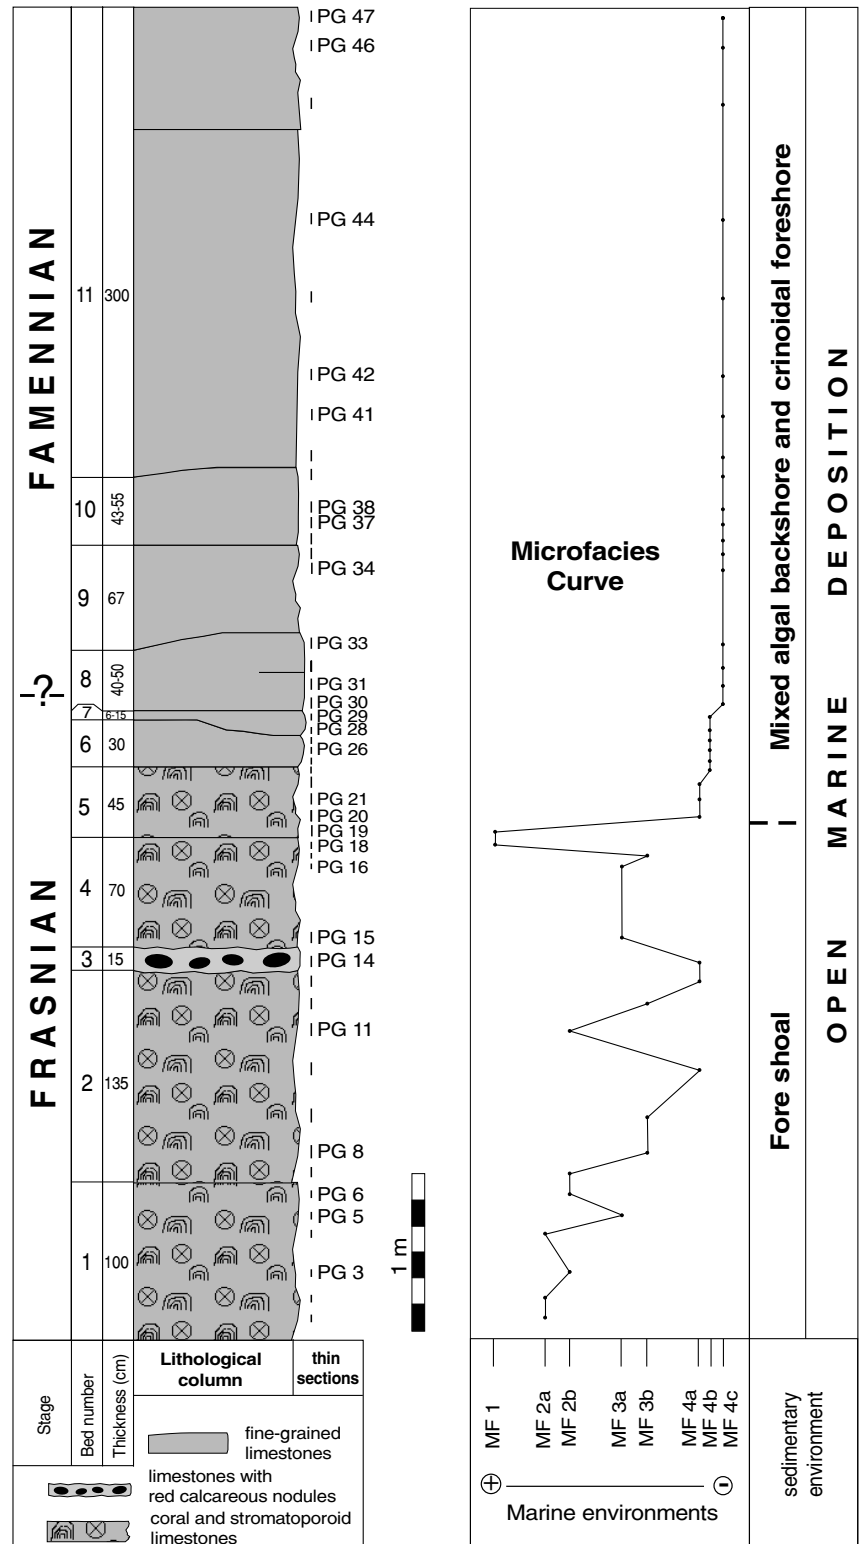 PG 47
PG 46
PG 44
FAMENNIAN
11
300
PG 42
PG 41
10
43-55
PG 38
PG 37
PG 34
9
67
PG 33
8
40-50
PG 31
-?-
PG 30
7
6-15
PG 29
PG 28
6
30
PG 26
5
45
PG 21
PG 20
PG 19
PG 18
PG 16
4
70
FRASNIAN
PG 15
3
15
PG 14
PG 11
2
135
PG 8
PG 6
PG 5
1
100
PG 3
1 m
Microfacies
Curve
Mixed algal backshore and crinoidal foreshore
Fore shoal
OPEN MARINE DEPOSITION
Stage
Bed number
Thickness (cm)
Lithological
column
thin
sections
fine-grained
limestones
limestones with
red calcareous nodules
coral and stromatoporoid
limestones
MF 1
MF 2a
MF 2b
MF 3a
MF 3b
MF 4a
MF 4b
MF 4c
+
-
Marine environments
sedimentary
environment